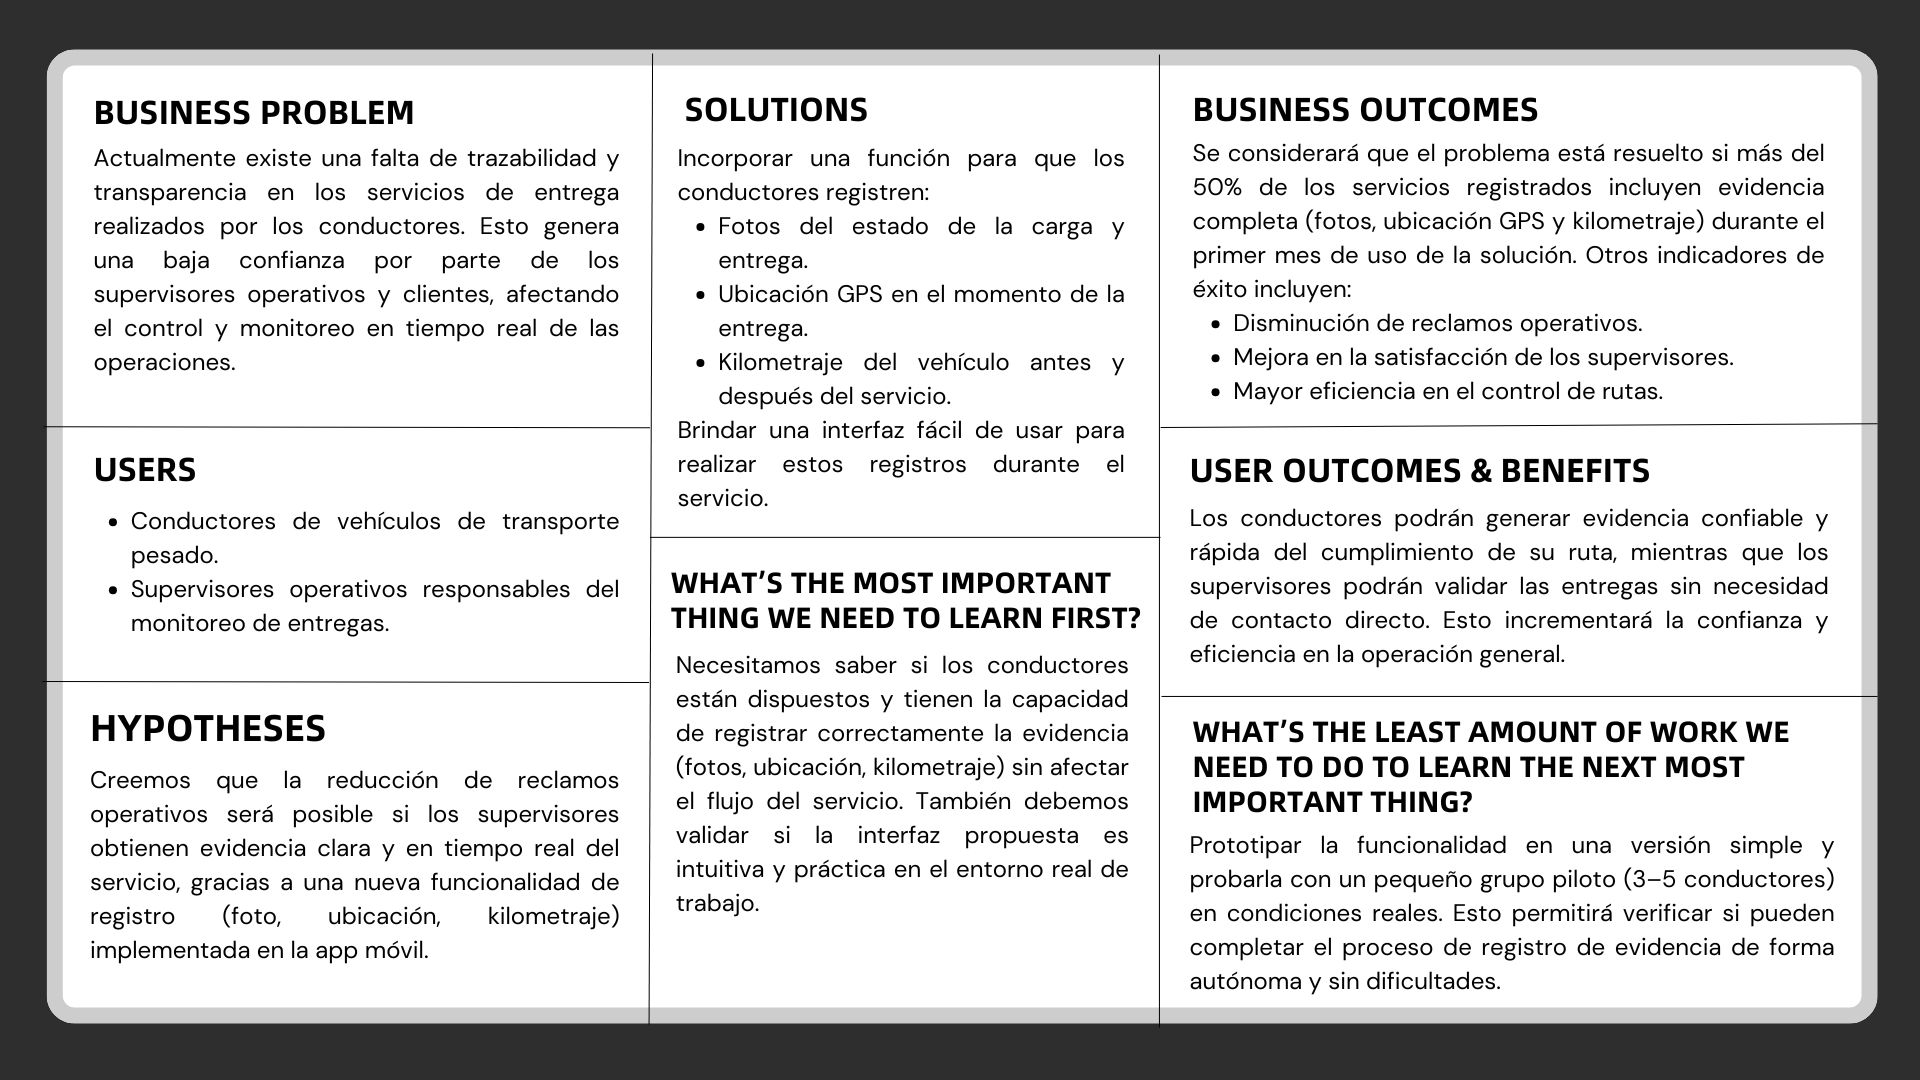 BUSINESS PROBLEM
Actualmente existe una falta de trazabilidad y
transparencia en los servicios de entrega
realizados por los conductores. Esto genera
una baja confianza por parte de los
supervisores operativos y clientes, afectando
el control y monitoreo en tiempo real de las
operaciones.
USERS
• Conductores de vehículos de transporte
pesado.
• Supervisores operativos responsables del
monitoreo de entregas.
HYPOTHESES
Creemos que la reducción de reclamos
operativos será posible si los supervisores
obtienen evidencia clara y en tiempo real del
servicio, gracias a una nueva funcionalidad de
registro (foto, ubicación, kilometraje)
implementada en la app móvil.
SOLUTIONS
Incorporar una función para que los
conductores registren:
• Fotos del estado de la carga y
entrega.
• Ubicación GPS en el momento de la
entrega.
• Kilometraje del vehículo antes y
después del servicio.
Brindar una interfaz fácil de usar para
realizar estos registros durante el
servicio.
WHAT'S THE MOST IMPORTANT
THING WE NEED TO LEARN FIRST?
Necesitamos saber si los conductores
están dispuestos y tienen la capacidad
de registrar correctamente la evidencia
(fotos, ubicación, kilometraje) sin afectar
el flujo del servicio. También debemos
validar si la interfaz propuesta es
intuitiva y práctica en el entorno real de
trabajo.
BUSINESS OUTCOMES
Se considerará que el problema está resuelto si más del
50% de los servicios registrados incluyen evidencia
completa (fotos, ubicación GPS y kilometraje) durante el
primer mes de uso de la solución. Otros indicadores de
éxito incluyen:
• Disminución de reclamos operativos.
• Mejora en la satisfacción de los supervisores.
• Mayor eficiencia en el control de rutas.
USER OUTCOMES & BENEFITS
Los conductores podrán generar evidencia confiable y
rápida del cumplimiento de su ruta, mientras que los
supervisores podrán validar las entregas sin necesidad
de contacto directo. Esto incrementará la confianza y
eficiencia en la operación general.
WHAT'S THE LEAST AMOUNT OF WORK WE
NEED TO DO TO LEARN THE NEXT MOST
IMPORTANT THING?
Prototipar la funcionalidad en una versión simple y
probarla con un pequeño grupo piloto (3–5 conductores)
en condiciones reales. Esto permitirá verificar si pueden
completar el proceso de registro de evidencia de forma
autónoma y sin dificultades.